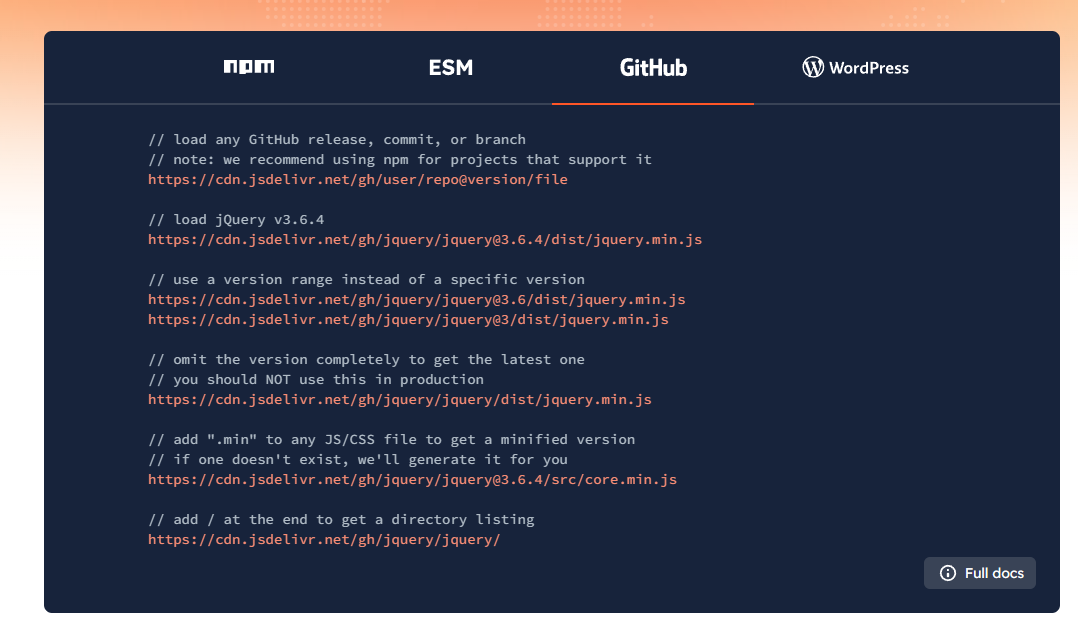 npm
ESM
GitHub
WordPress
// load any GitHub release, commit, or branch
// note: we recommend using npm for projects that support it
https://cdn.jsdelivr.net/gh/user/repo@version/file
// load jQuery v3.6.4
https://cdn.jsdelivr.net/gh/jquery/jquery@3.6.4/dist/jquery.min.js
// use a version range instead of a specific version
https://cdn.jsdelivr.net/gh/jquery/jquery@3.6/dist/jquery.min.js
https://cdn.jsdelivr.net/gh/jquery/jquery@3/dist/jquery.min.js
// omit the version completely to get the latest one
// you should NOT use this in production
https://cdn.jsdelivr.net/gh/jquery/jquery/dist/jquery.min.js
// add ".min" to any JS/CSS file to get a minified version
// if one doesn't exist, we'll generate it for you
https://cdn.jsdelivr.net/gh/jquery/jquery@3.6.4/src/core.min.js
// add / at the end to get a directory listing
https://cdn.jsdelivr.net/gh/jquery/jquery/
Full docs